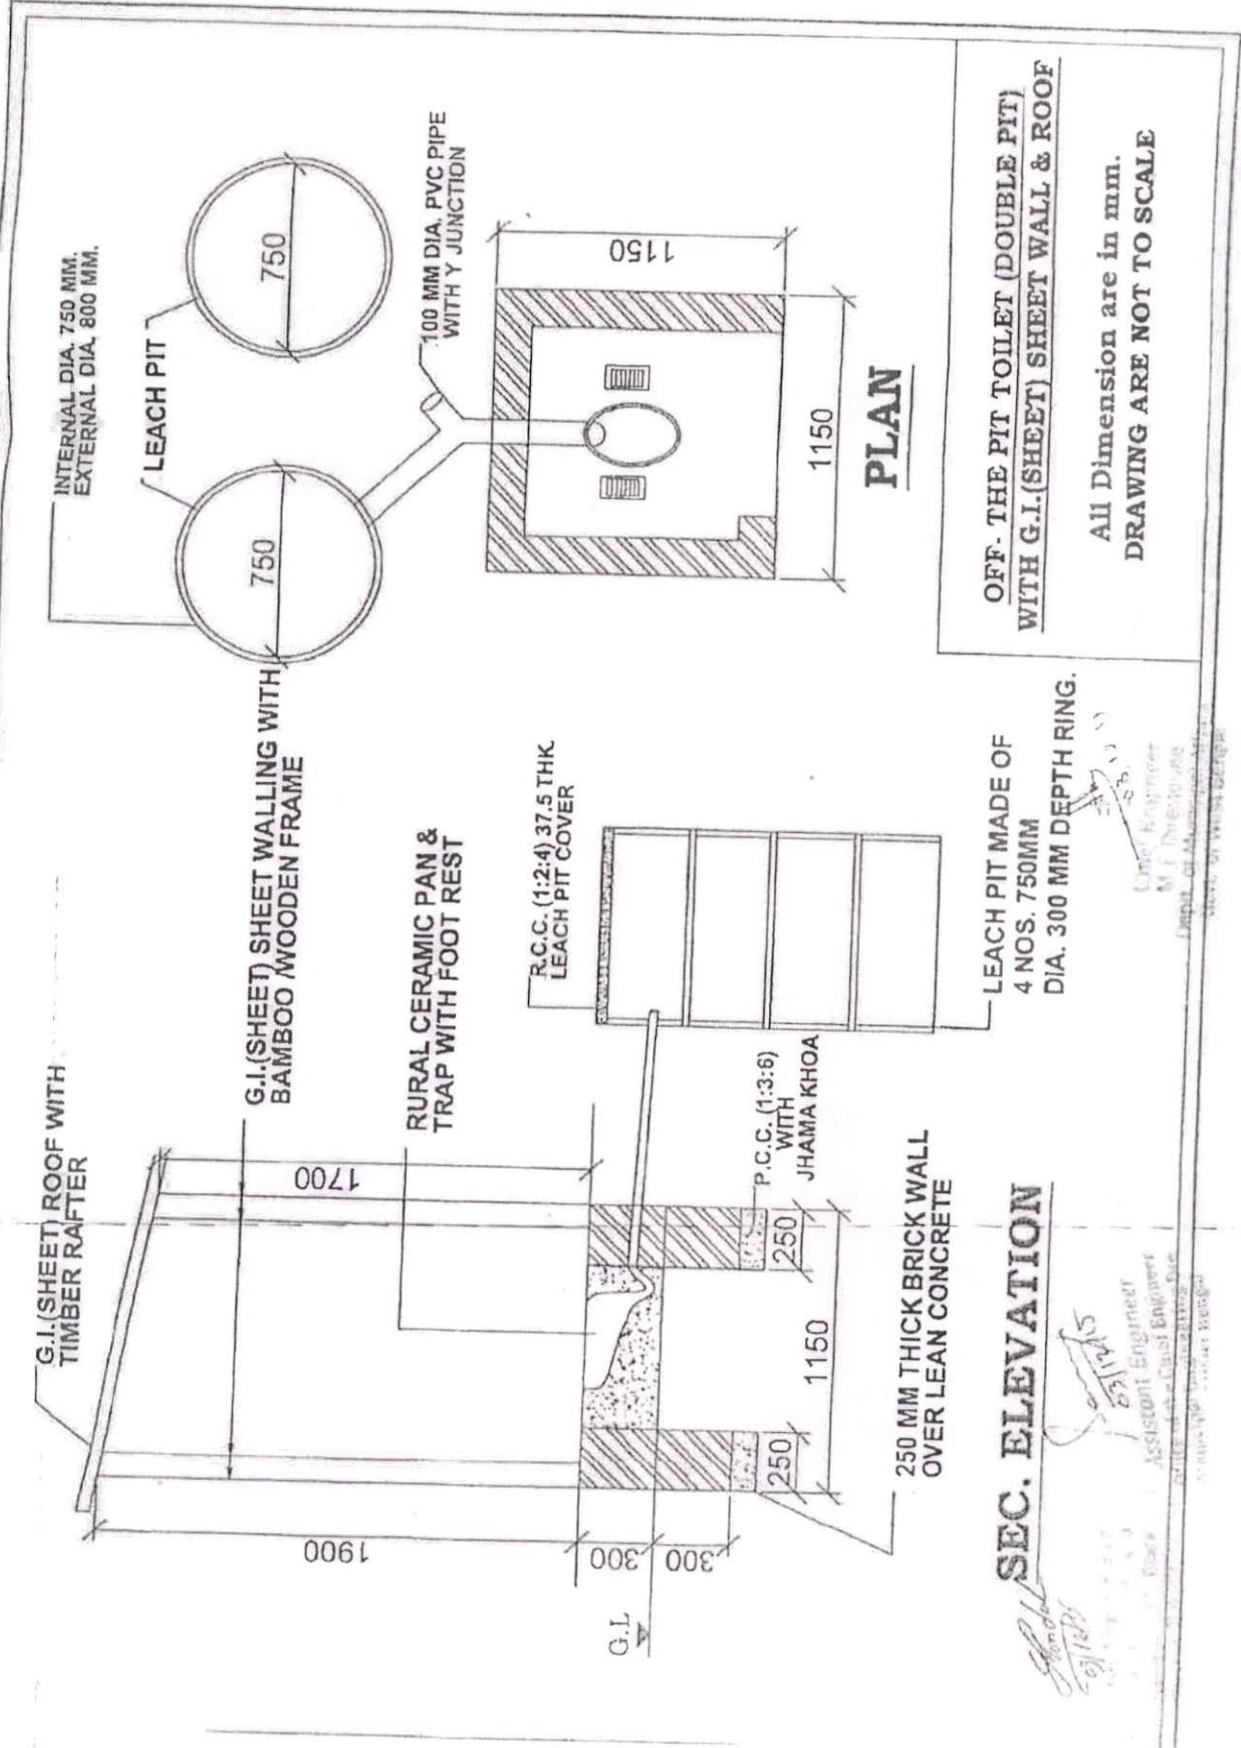 G.I.(SHEET) ROOF WITH
TIMBER RAFTER
G.I.(SHEET) SHEET WALLING WITH
BAMBOO /WOODEN FRAME
1700
1900
RURAL CERAMIC PAN &
TRAP WITH FOOT REST
R.C.C. (1:2:4) 37.5 THK.
LEACH PIT COVER
G.L
300
300
250
250
1150
P.C.C. (1:3:6)
WITH
JHAMA KHOA
250 MM THICK BRICK WALL
OVER LEAN CONCRETE
LEACH PIT MADE OF
4 NOS. 750MM
DIA. 300 MM DEPTH RING.
SEC. ELEVATION
INTERNAL DIA. 750 MM.
EXTERNAL DIA, 800 MM.
LEACH PIT
750
750
100 MM DIA. PVC PIPE
WITH Y JUNCTION
1150
1150
PLAN
OFF- THE PIT TOILET (DOUBLE PIT)
WITH G.I.(SHEET) SHEET WALL & ROOF
All Dimension are in mm.
DRAWING ARE NOT TO SCALE
03/12/15
Assistant Engineer
Chief Engineer